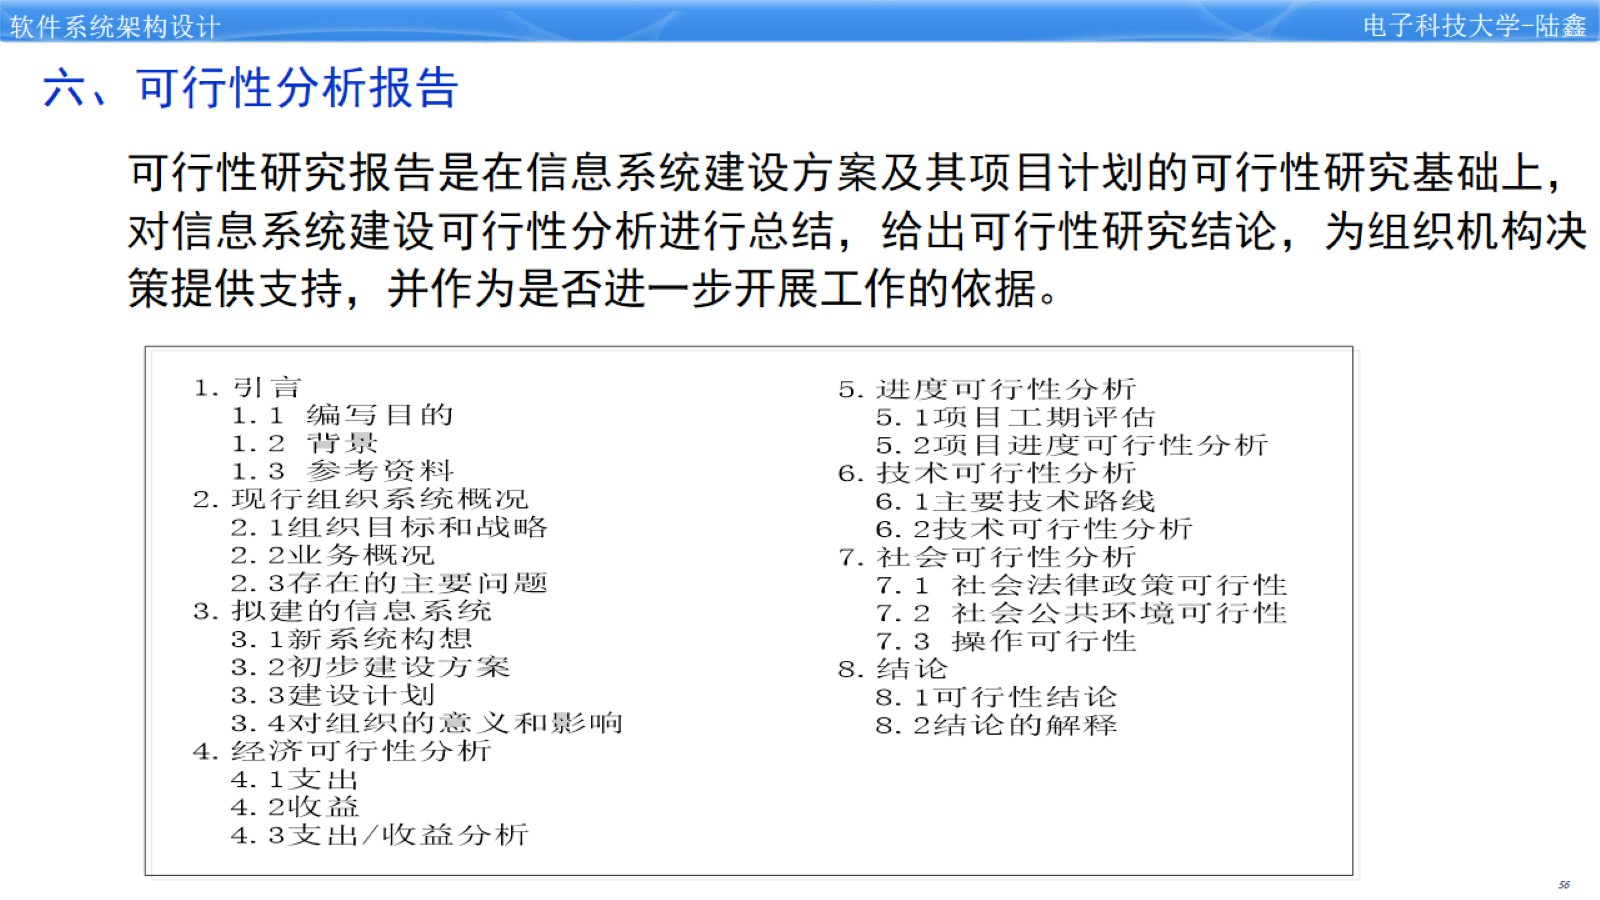 软件系统架构设计
电子科技大学-陆鑫
六、可行性分析报告
可行性研究报告是在信息系统建设方案及其项目计划的可行性研究基础上，
对信息系统建设可行性分析进行总结，给出可行性研究结论，为组织机构决
策提供支持，并作为是否进一步开展工作的依据。
1. 引言
1.1 编写目的
1.2 背景
1.3 参考资料
2. 现行组织系统概况
2.1组织目标和战略
2.2业务概况
2.3存在的主要问题
3. 拟建的信息系统
3.1新系统构想
3.2初步建设方案
3.3建设计划
3.4对组织的意义和影响
4. 经济可行性分析
4.1支出
4.2收益
4.3支出/收益分析
5. 进度可行性分析
5.1项目工期评估
5.2项目进度可行性分析
6. 技术可行性分析
6.1主要技术路线
6.2技术可行性分析
7. 社会可行性分析
7.1 社会法律政策可行性
7.2 社会公共环境可行性
7.3 操作可行性
8. 结论
8.1可行性结论
8.2结论的解释
56